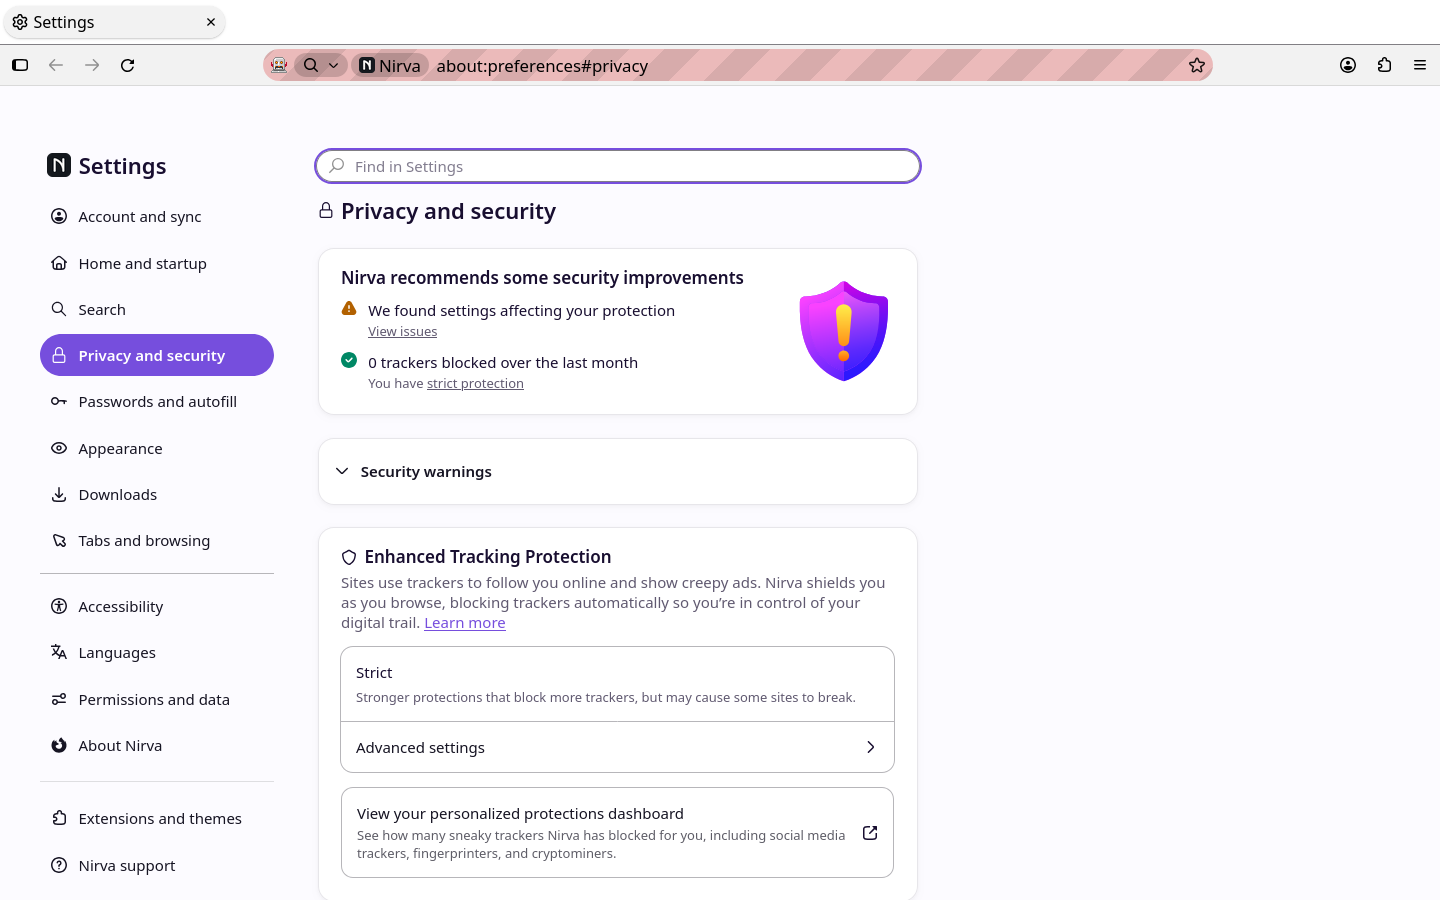 Settings
Nirva about:preferences#privacy
Settings
Find in Settings
Account and sync
Home and startup
Search
Privacy and security
Passwords and autofill
Appearance
Downloads
Tabs and browsing
Accessibility
Languages
Permissions and data
About Nirva
Extensions and themes
Nirva support
Privacy and security
Nirva recommends some security improvements
We found settings affecting your protection
View issues
0 trackers blocked over the last month
You have strict protection
Security warnings
Enhanced Tracking Protection
Sites use trackers to follow you online and show creepy ads. Nirva shields you
as you browse, blocking trackers automatically so you’re in control of your
digital trail. Learn more
Strict
Stronger protections that block more trackers, but may cause some sites to break.
Advanced settings
View your personalized protections dashboard
See how many sneaky trackers Nirva has blocked for you, including social media
trackers, fingerprinters, and cryptominers.